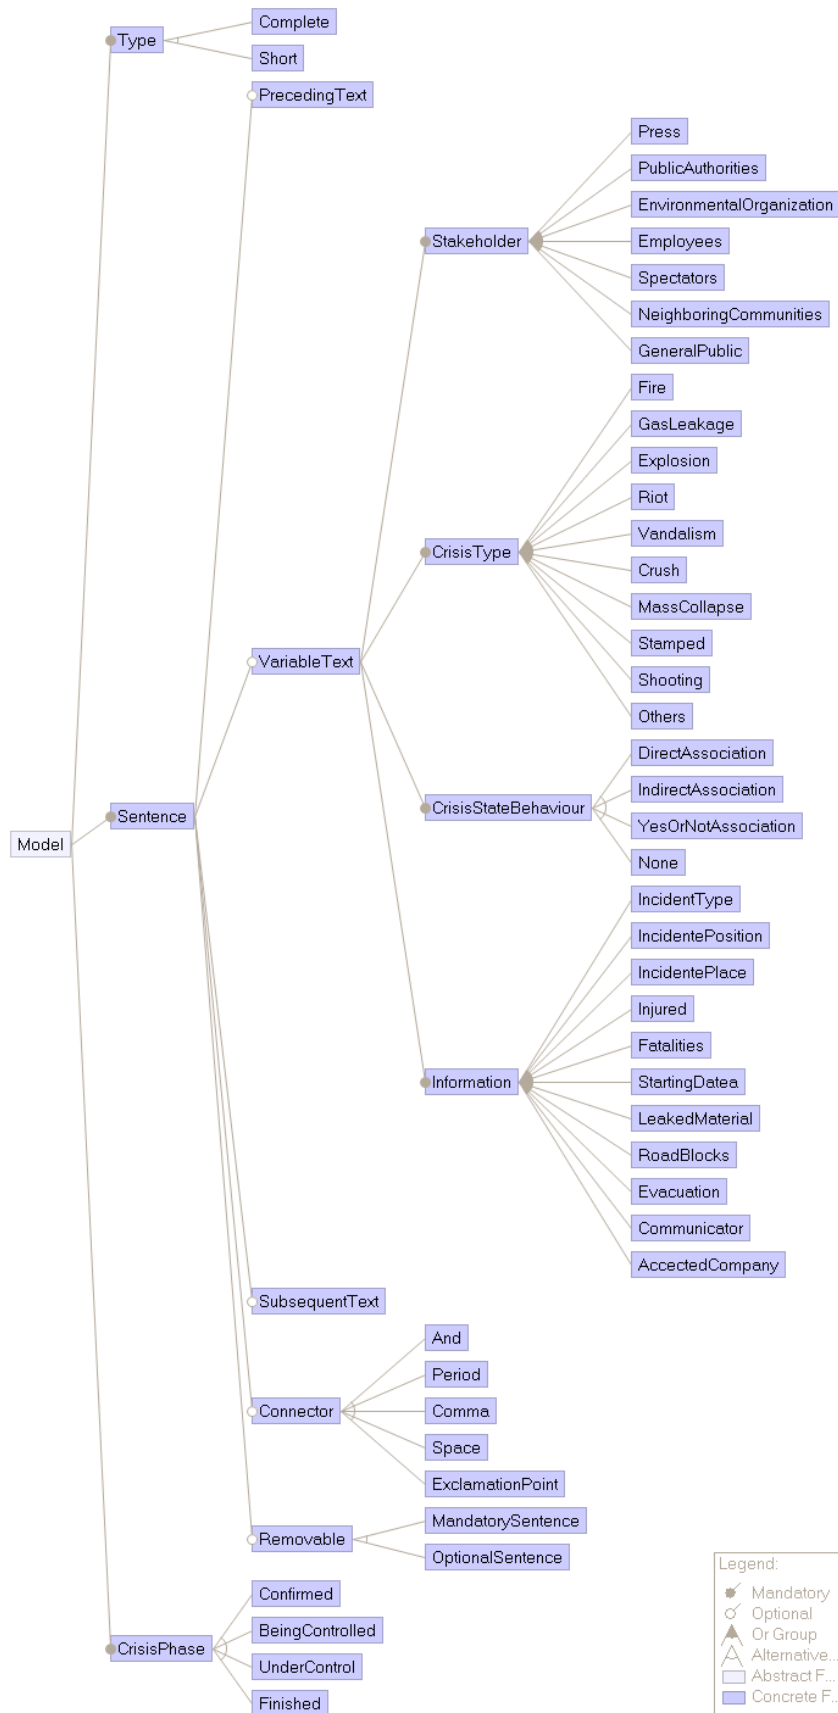 Complete
Type
Short
PrecedingText
Press
PublicAuthorities
EnvironmentalOrganization
Stakeholder
Employees
Spectators
NeighboringCommunities
GeneralPublic
Fire
GasLeakage
Explosion
Riot
Vandalism
CrisisType
Crush
MassCollapse
Stamped
VariableText
Shooting
Others
DirectAssociation
IndirectAssociation
CrisisStateBehaviour
Sentence
YesOrNotAssociation
Model
None
IncidentType
IncidentePosition
IncidentePlace
Injured
Fatalities
Information
StartingDatea
LeakedMaterial
RoadBlocks
Evacuation
Communicator
AccectedCompany
SubsequentText
And
Period
Connector
Comma
Space
ExclamationPoint
MandatorySentence
Removable
OptionalSentence
Confirmed
BeingControlled
CrisisPhase
UnderControl
Finished
Legend:
Mandatory
Optional
Or Group
Alternative...
Abstract F...
Concrete F...